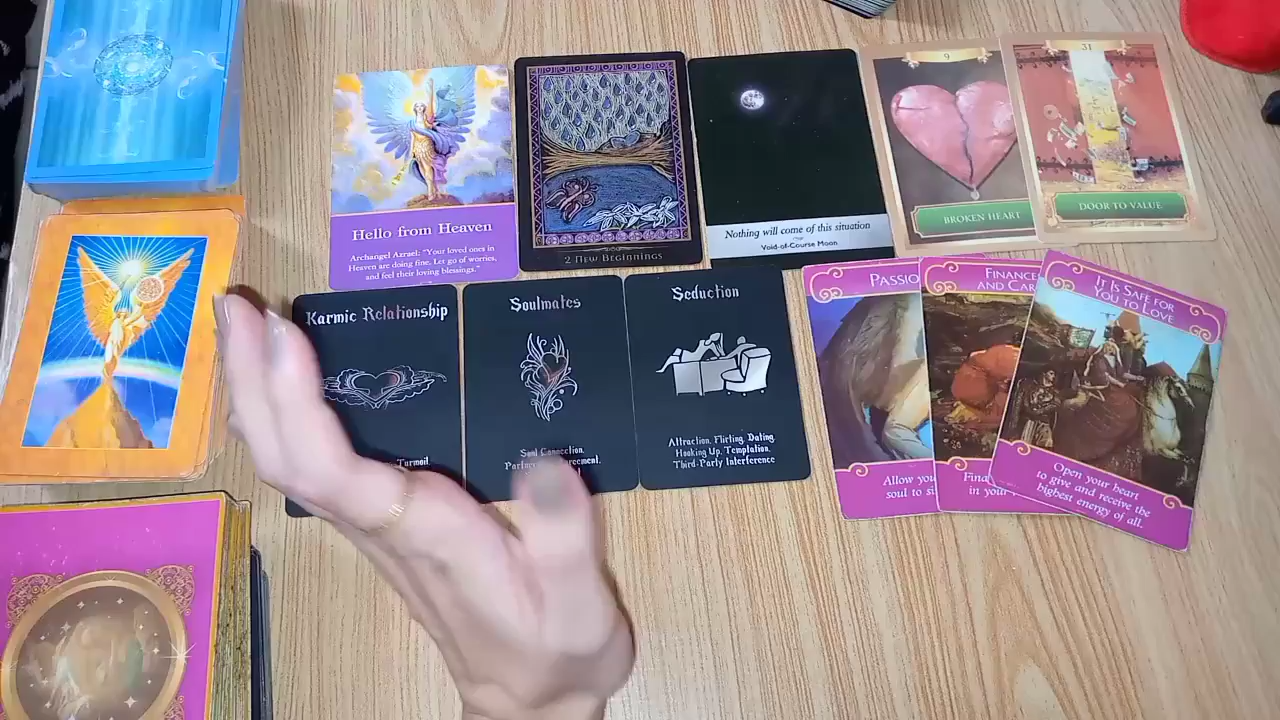 Hello from Heaven
Archangel Azrael: "Your loved ones in
Heaven are doing fine. Let go of worries,
and feel their loving blessings."
2 New Beginnings
Nothing will come of this situation
Void-of-Course Moon
9
BROKEN HEART
31
DOOR TO VALUE
Karmic Relationship
Turmoil,
Soulmates
Soul Connection,
Seduction
Attraction, Flirting, Dating,
Hooking Up, Temptation,
Third-Party Interference
PASSIO
Allow you
soul to si
FINANCE
AND CAR
Fina
in your
IT IS SAFE FOR
YOU TO LOVE
Open your heart
to give and receive the
highest energy of all.